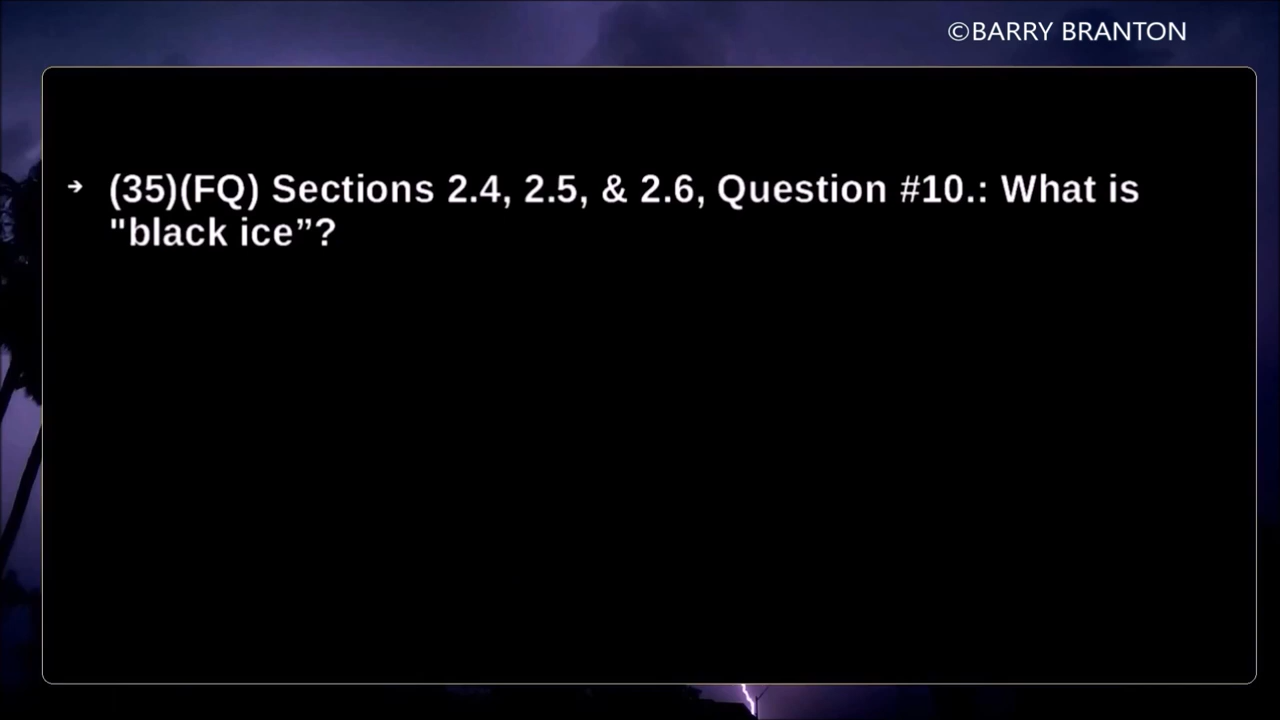 ©BARRY BRANTON
➔ (35)(FQ) Sections 2.4, 2.5, & 2.6, Question #10.: What is
"black ice”?